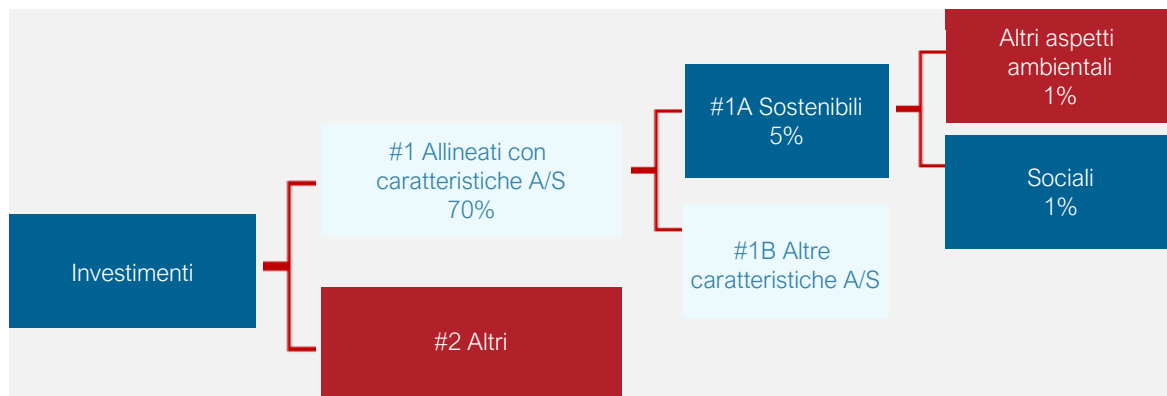 Investimenti
#1 Allineati con
caratteristiche A/S
70%
#2 Altri
#1A Sostenibili
5%
#1B Altre
caratteristiche A/S
Altri aspetti
ambientali
1%
Sociali
1%